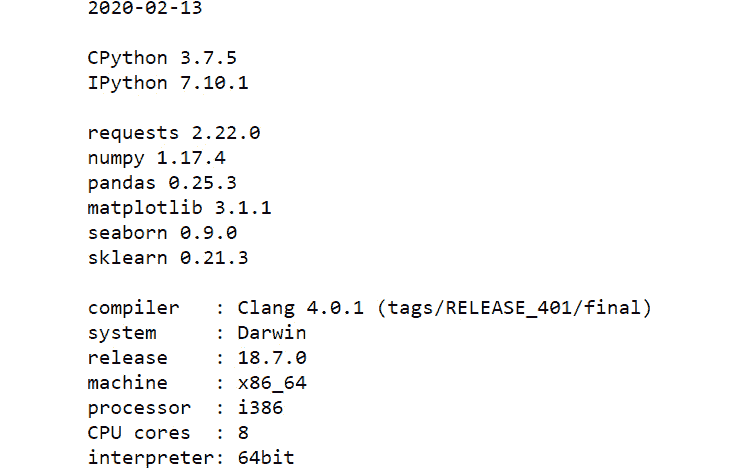 2020-02-13
CPython 3.7.5
IPython 7.10.1
requests 2.22.0
numpy 1.17.4
pandas 0.25.3
matplotlib 3.1.1
seaborn 0.9.0
sklearn 0.21.3
compiler   : Clang 4.0.1 (tags/RELEASE_401/final)
system     : Darwin
release    : 18.7.0
machine    : x86_64
processor  : i386
CPU cores  : 8
interpreter: 64bit